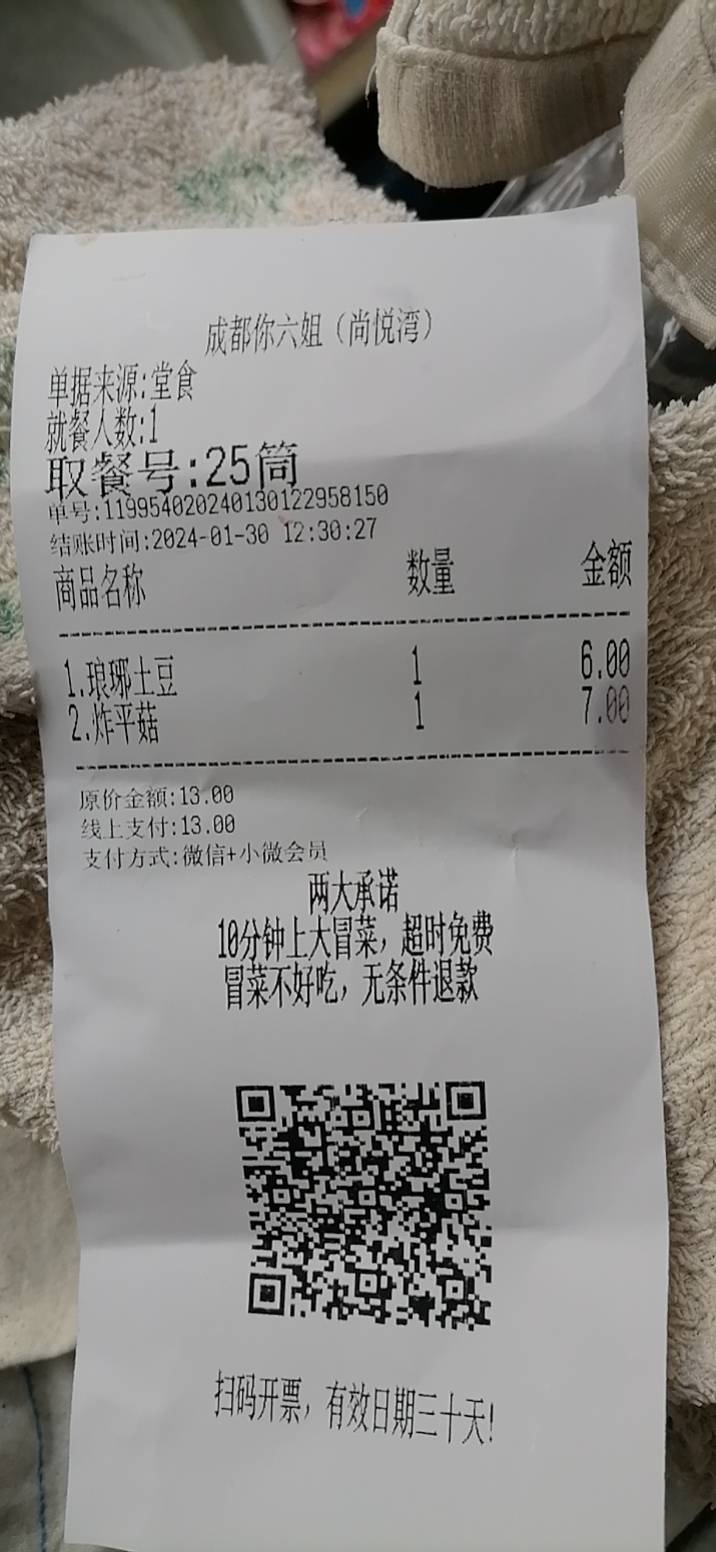 成都你六姐（尚悦湾）
单据来源:堂食
就餐人数:1
取餐号:25筒
单号:119954020240130122958150
结账时间:2024-01-30 12:30:27
商品名称 数量 金额
1.琅琊土豆 1 6.00
2.炸平菇 1 7.00
原价金额:13.00
线上支付:13.00
支付方式:微信+小微会员
两大承诺
10分钟上大冒菜，超时免费
冒菜不好吃，无条件退款
扫码开票，有效日期三十天!